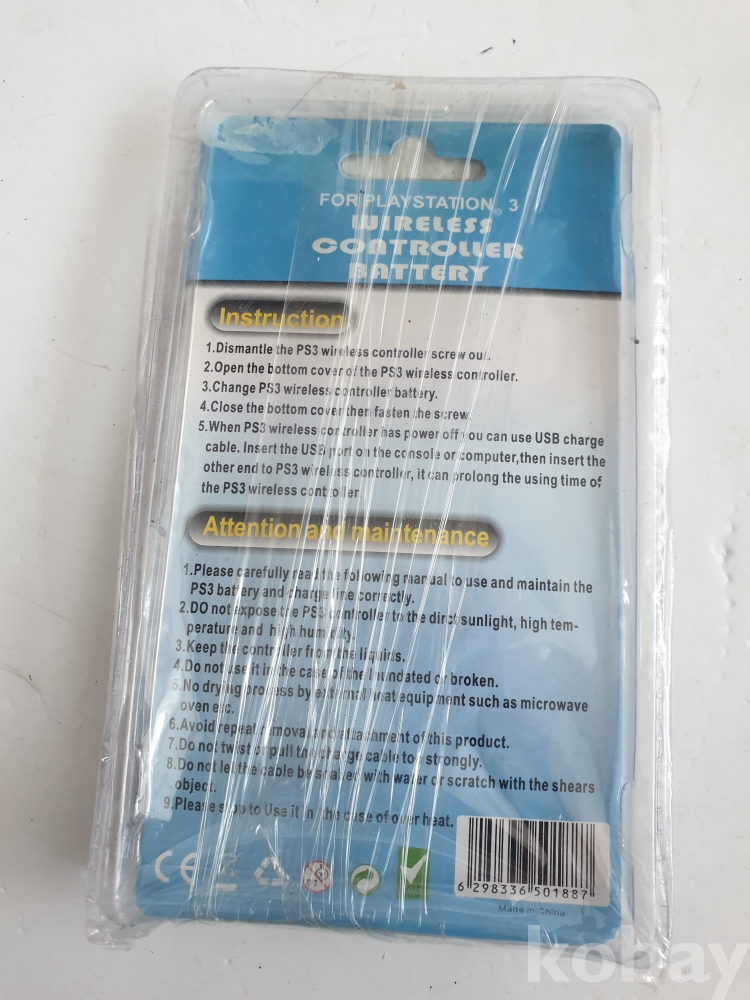 FOR PLAYSTATION 3
WIRELESS
CONTROLLER
BATTERY
Instruction
1.Dismantle the PS3 wireless controller screw out.
2.Open the bottom cover of the PS3 wireless controller.
3.Change PS3 wireless controller battery.
4.Close the bottom cover then fasten the screw.
5.When PS3 wireless controller has power off you can use USB charge
cable. Insert the USB port on the console or computer,then insert the
other end to PS3 wireless controller, it can prolong the using time of
the PS3 wireless controller
Attention and maintenance
1.Please carefully read the following manual to use and maintain the
PS3 battery and charge line correctly.
2.DO not expose the PS3 controller to the dirct sunlight, high tem-
perature and high humidity.
3.Keep the controller from the liquids.
4.Do not use it in the case of the inundated or broken.
5.No drying process by external heat equipment such as microwave
oven etc.
6.Avoid repeat removal and attachment of this product.
7.Do not twist or pull the charge cable too strongly.
8.Do not let the cable be soaked with water or scratch with the shears
object.
9.Please stop to Use it in the case of over heat.
CE
6 298336 501887
Made in China
kobay